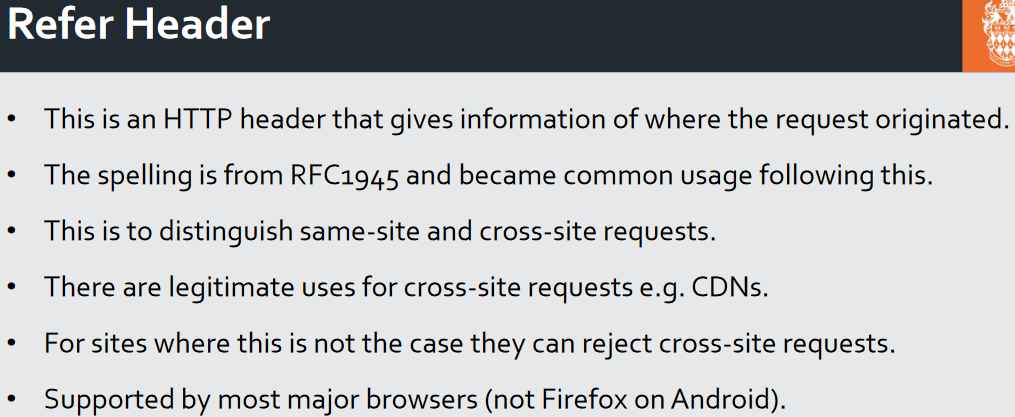 Refer Header
• This is an HTTP header that gives information of where the request originated.
• The spelling is from RFC1945 and became common usage following this.
• This is to distinguish same-site and cross-site requests.
• There are legitimate uses for cross-site requests e.g. CDNs.
• For sites where this is not the case they can reject cross-site requests.
• Supported by most major browsers (not Firefox on Android).